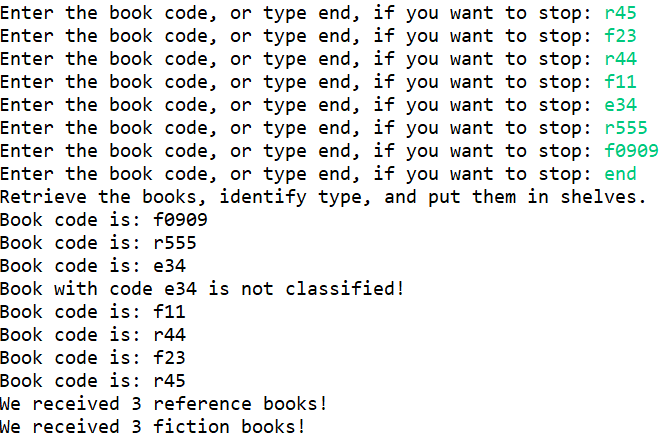 Enter the book code, or type end, if you want to stop: r45
Enter the book code, or type end, if you want to stop: f23
Enter the book code, or type end, if you want to stop: r44
Enter the book code, or type end, if you want to stop: f11
Enter the book code, or type end, if you want to stop: e34
Enter the book code, or type end, if you want to stop: r555
Enter the book code, or type end, if you want to stop: f0909
Enter the book code, or type end, if you want to stop: end
Retrieve the books, identify type, and put them in shelves.
Book code is: f0909
Book code is: r555
Book code is: e34
Book with code e34 is not classified!
Book code is: f11
Book code is: r44
Book code is: f23
Book code is: r45
We received 3 reference books!
We received 3 fiction books!